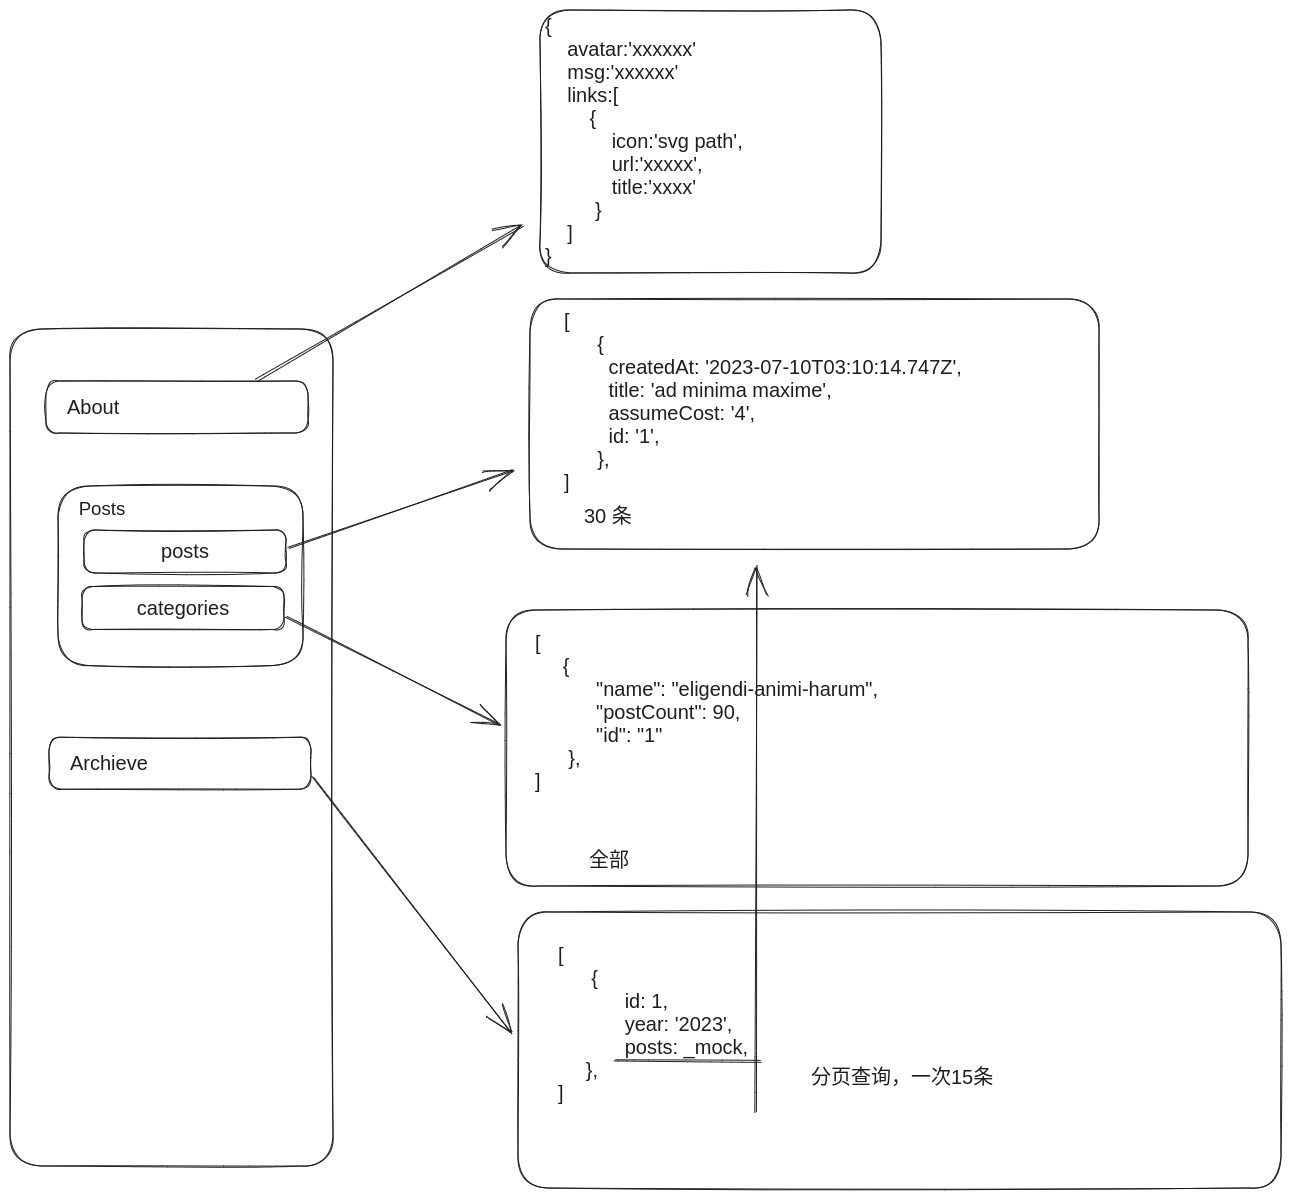 {
avatar:'xxxxxx'
msg:'xxxxxx'
links:[
{
icon:'svg path',
url:'xxxxx',
title:'xxxx'
}
]
}
About
Posts
posts
categories
Archieve
[
{
createdAt: '2023-07-10T03:10:14.747Z',
title: 'ad minima maxime',
assumeCost: '4',
id: '1',
},
]
30 条
[
{
"name": "eligendi-animi-harum",
"postCount": 90,
"id": "1"
},
]
全部
[
{
id: 1,
year: '2023',
posts: _mock,
},
]
分页查询，一次15条